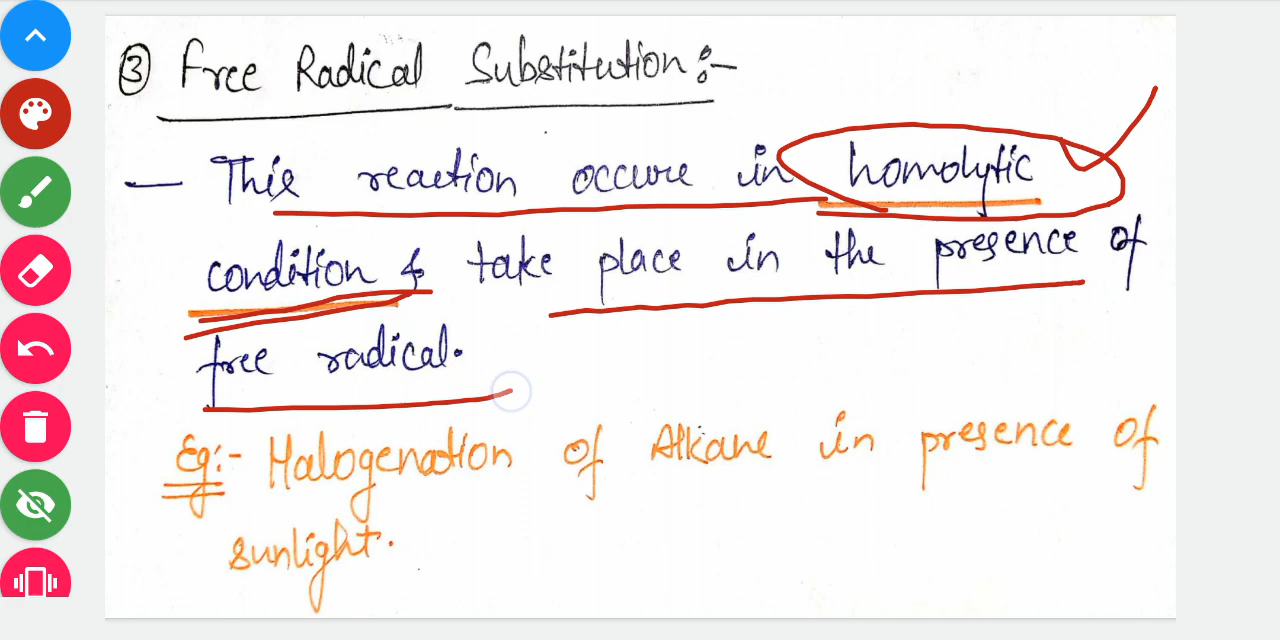 ③ Free Radical Substitution :-
— This reaction occure in homolytic
condition & take place in the presence of
free radical.
Eg:- Halogenation of Alkane in presence of
sunlight.